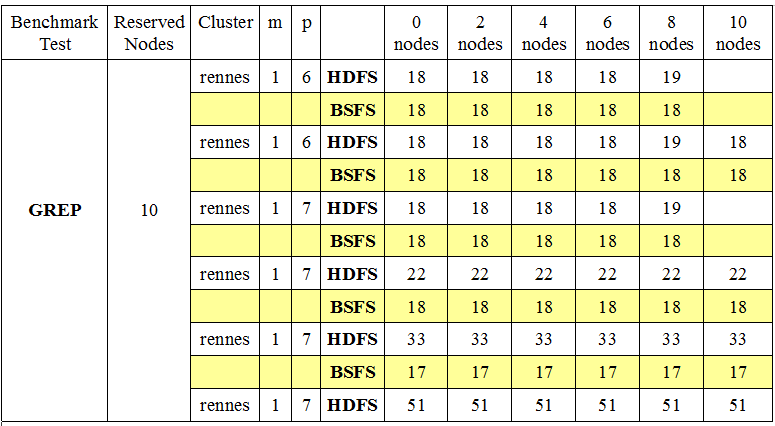 Benchmark Test Reserved Nodes Cluster m p 0 nodes 2 nodes 4 nodes 6 nodes 8 nodes 10 nodes
rennes 1 6 HDFS 18 18 18 18 19
BSFS 18 18 18 18 18
rennes 1 6 HDFS 18 18 18 18 19 18
BSFS 18 18 18 18 18 18
GREP 10 rennes 1 7 HDFS 18 18 18 18 19
BSFS 18 18 18 18 18
rennes 1 7 HDFS 22 22 22 22 22 22
BSFS 18 18 18 18 18 18
rennes 1 7 HDFS 33 33 33 33 33 33
BSFS 17 17 17 17 17 17
rennes 1 7 HDFS 51 51 51 51 51 51